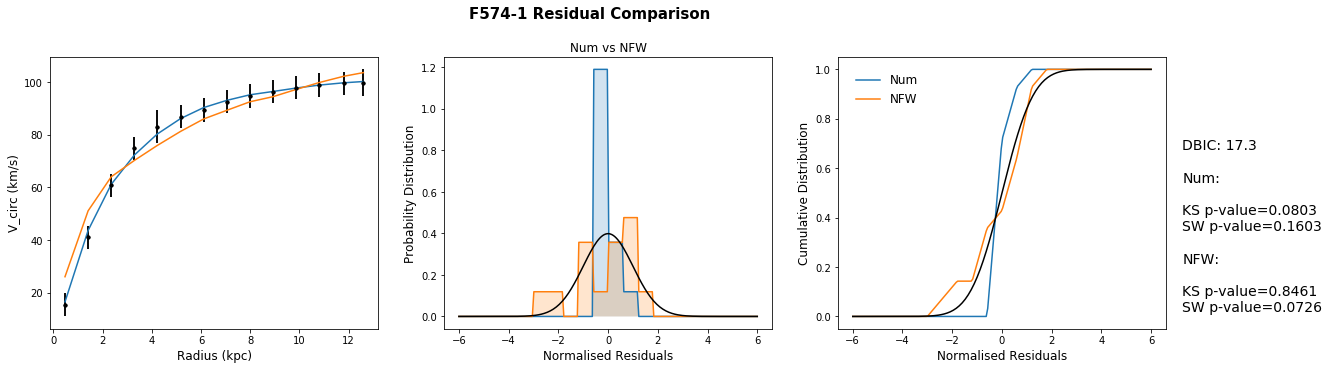 F574-1 Residual Comparison
V_circ (km/s)
100
80
60
40
20
0
2
4
6
8
10
12
Radius (kpc)
Num vs NFW
Probability Distribution
1.2
1.0
0.8
0.6
0.4
0.2
0.0
−6
−4
−2
0
2
4
6
Normalised Residuals
Cumulative Distribution
1.0
0.8
0.6
0.4
0.2
0.0
Num
NFW
−6
−4
−2
0
2
4
6
Normalised Residuals
DBIC: 17.3
Num:
KS p-value=0.0803
SW p-value=0.1603
NFW:
KS p-value=0.8461
SW p-value=0.0726